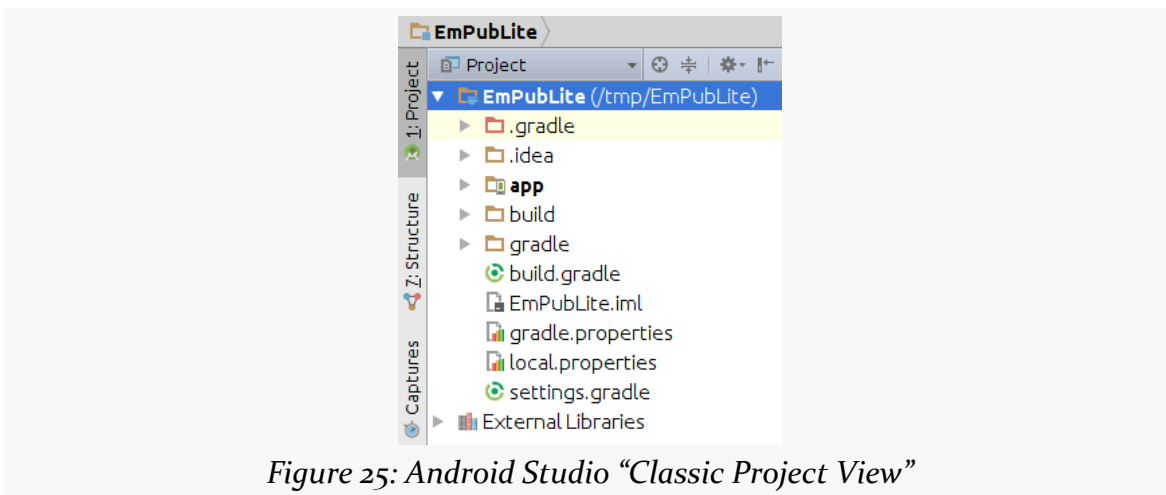 EmPubLite
Project
1: Project
EmPubLite (/tmp/EmPubLite)
.gradle
.idea
app
build
gradle
build.gradle
EmPubLite.iml
gradle.properties
local.properties
settings.gradle
External Libraries
7: Structure
Captures
Figure 25: Android Studio “Classic Project View”